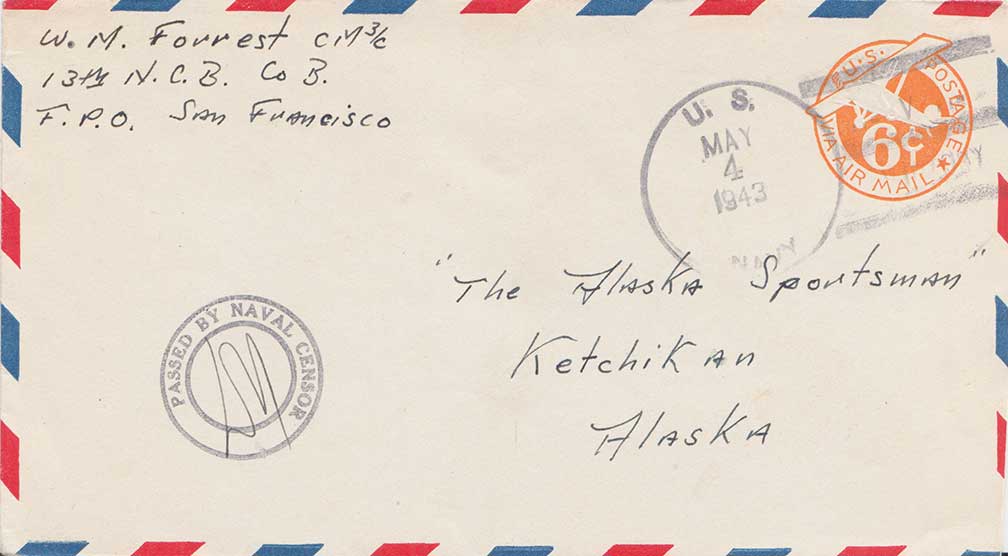 W. M. Forrest CM3/c
13th N.C.B. Co B.
F.P.O. San Francisco
U.S. POSTAGE
6¢
VIA AIR MAIL
U. S.
MAY
4
1943
NAVY
"The Alaska Sportsman"
Ketchikan
Alaska
PASSED BY NAVAL CENSOR